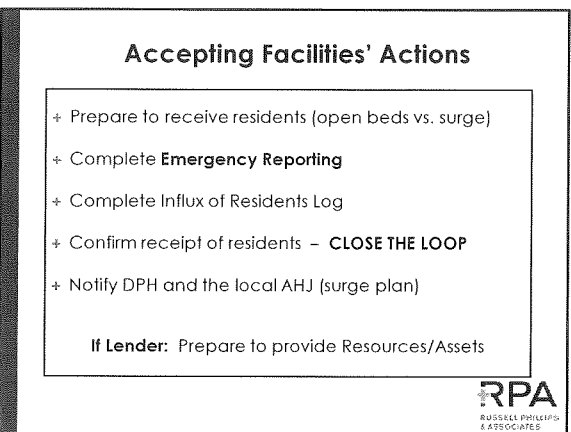 Accepting Facilities' Actions
+ Prepare to receive residents (open beds vs. surge)
+ Complete Emergency Reporting
+ Complete Influx of Residents Log
+ Confirm receipt of residents – CLOSE THE LOOP
+ Notify DPH and the local AHJ (surge plan)
If Lender: Prepare to provide Resources/Assets
RPA
RUSSELL PHILLIPS
& ASSOCIATES